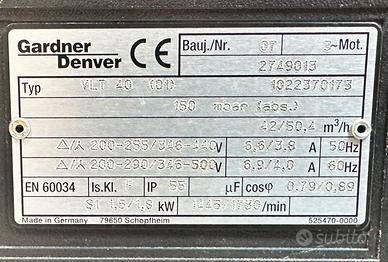 Gardner Denver CE
Bauj./Nr. 07 3~Mot.
2749013
Typ VLT 40 (01) 1022370173
150 mbar (abs.)
42/50,4 m³/h
△/⅄ 200-255/346-440 V 6,6/3,8 A 50Hz
△/⅄ 200-290/346-500 V 6,9/4,0 A 60Hz
EN 60034 Is.Kl. F IP 55 µF cosφ 0,79/0,89
S1 1,5/1,8 kW 1445/1730 /min
Made in Germany 79650 Schopfheim 525470-0000
subito